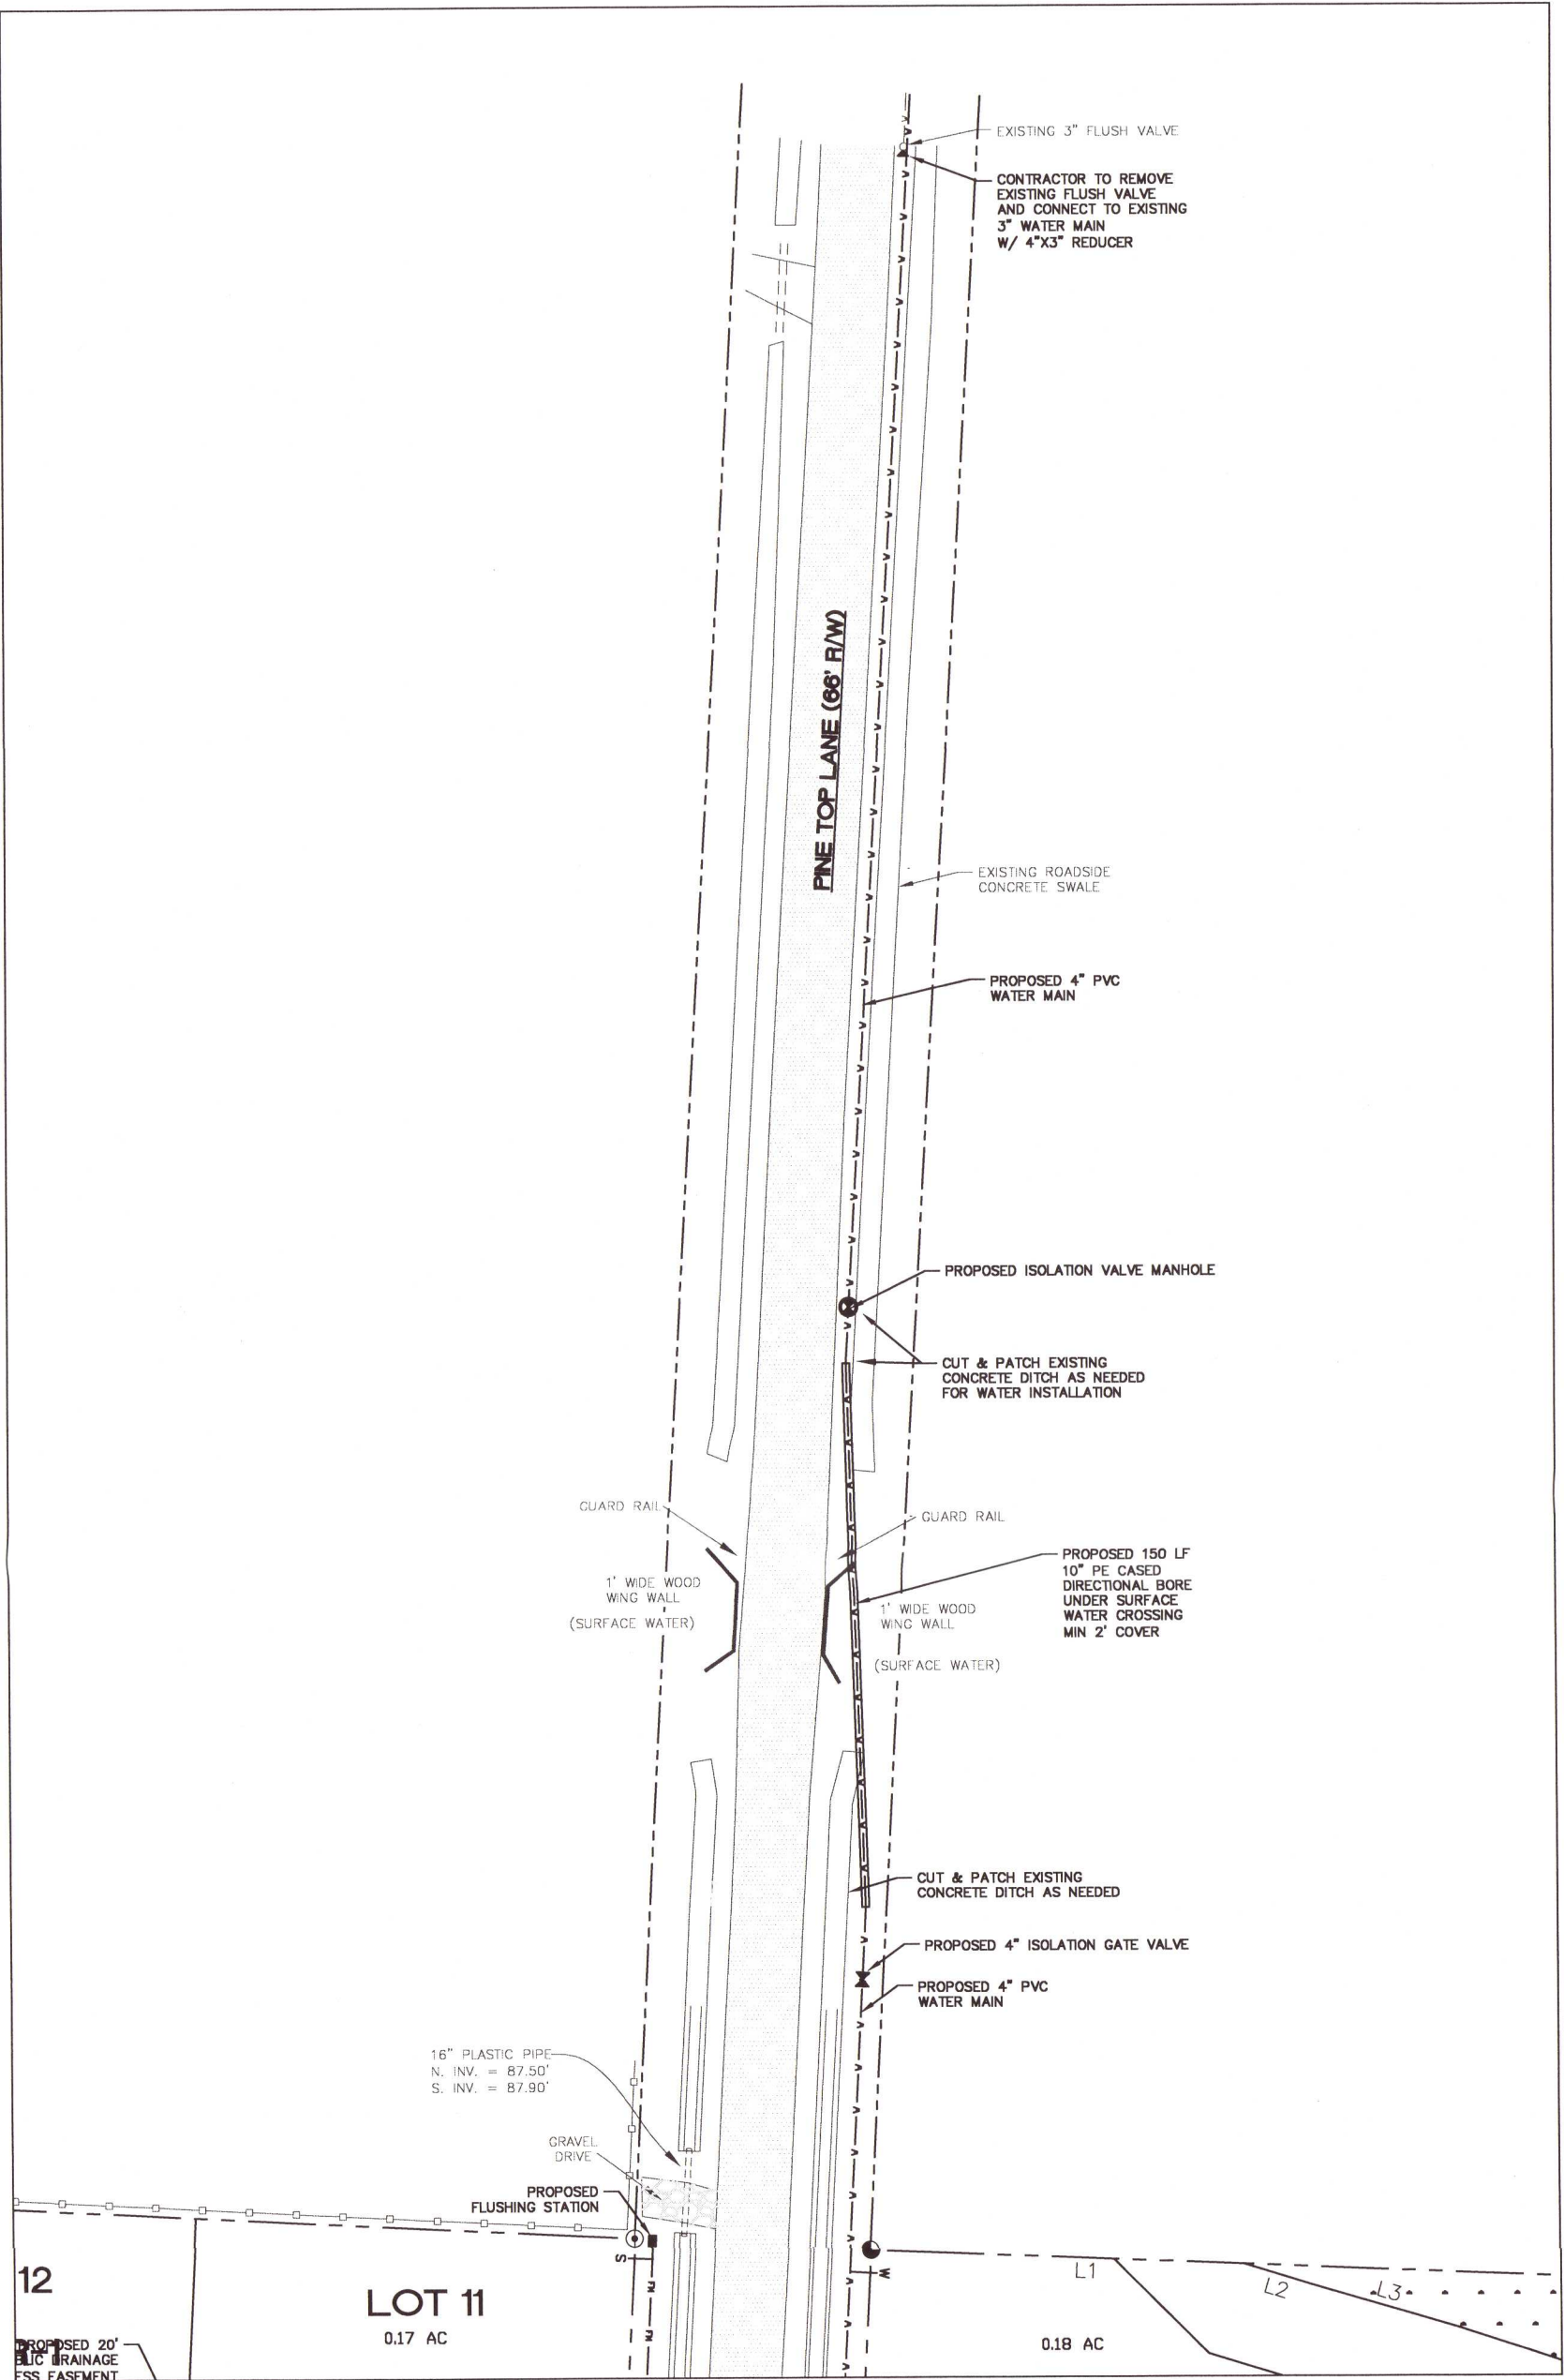 EXISTING 3" FLUSH VALVE
CONTRACTOR TO REMOVE
EXISTING FLUSH VALVE
AND CONNECT TO EXISTING
3" WATER MAIN
W/ 4"X3" REDUCER
PINE TOP LANE (66' R/W)
EXISTING ROADSIDE
CONCRETE SWALE
PROPOSED 4" PVC
WATER MAIN
PROPOSED ISOLATION VALVE MANHOLE
CUT & PATCH EXISTING
CONCRETE DITCH AS NEEDED
FOR WATER INSTALLATION
GUARD RAIL
GUARD RAIL
PROPOSED 150 LF
10" PE CASED
DIRECTIONAL BORE
UNDER SURFACE
WATER CROSSING
MIN 2' COVER
1' WIDE WOOD
WING WALL
(SURFACE WATER)
1' WIDE WOOD
WING WALL
(SURFACE WATER)
CUT & PATCH EXISTING
CONCRETE DITCH AS NEEDED
PROPOSED 4" ISOLATION GATE VALVE
PROPOSED 4" PVC
WATER MAIN
16" PLASTIC PIPE
N. INV. = 87.50'
S. INV. = 87.90'
GRAVEL
DRIVE
PROPOSED
FLUSHING STATION
S
W
FM
FM
L1
L2
L3
12
LOT 11
0.17 AC
0.18 AC
PROPOSED 20'
DRAINAGE
EASEMENT